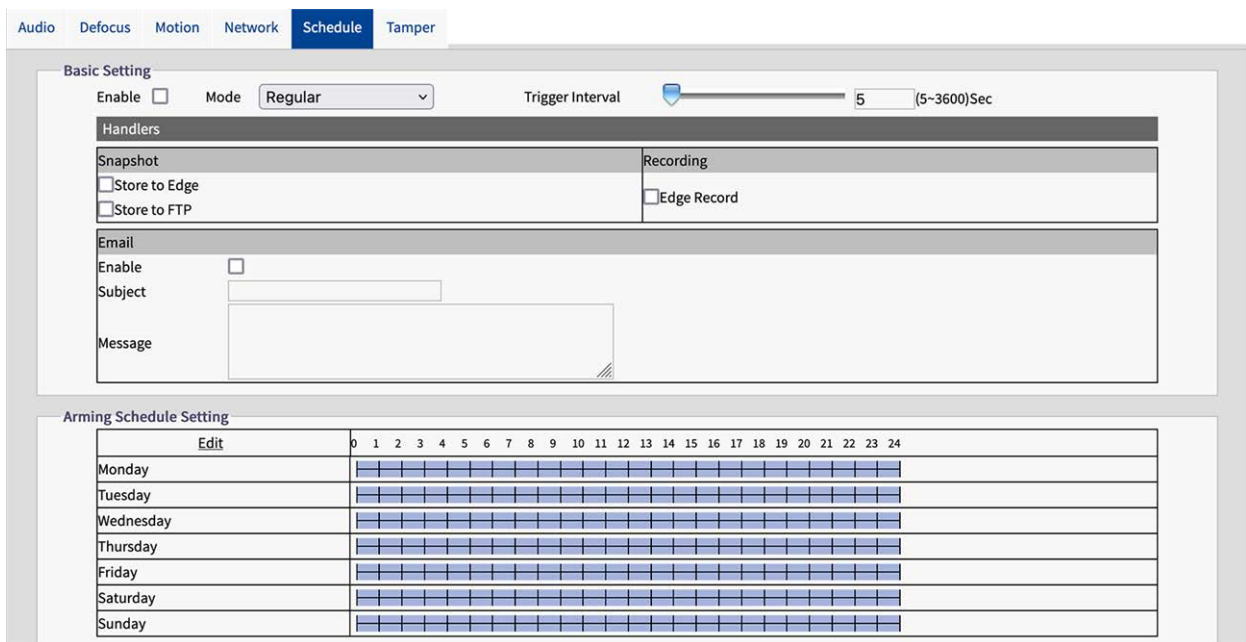 Audio Defocus Motion Network Schedule Tamper
Basic Setting
Enable Mode Regular Trigger Interval 5 (5~3600)Sec
Handlers
Snapshot Recording
Store to Edge
Edge Record
Store to FTP
Email
Enable
Subject
Message
Arming Schedule Setting
Edit 0 1 2 3 4 5 6 7 8 9 10 11 12 13 14 15 16 17 18 19 20 21 22 23 24
Monday
Tuesday
Wednesday
Thursday
Friday
Saturday
Sunday